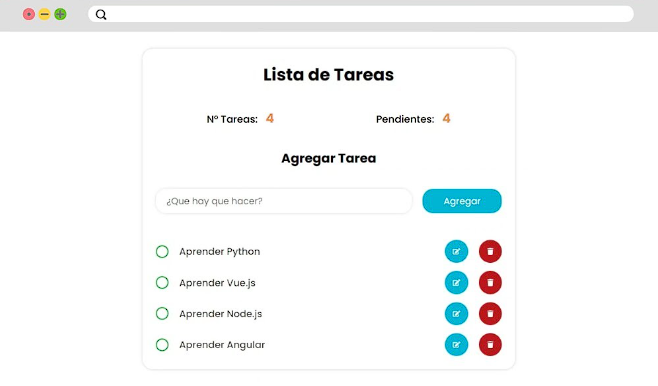 Lista de Tareas
Nº Tareas: 4
Pendientes: 4
Agregar Tarea
¿Que hay que hacer?
Agregar
Aprender Python
Aprender Vue.js
Aprender Node.js
Aprender Angular